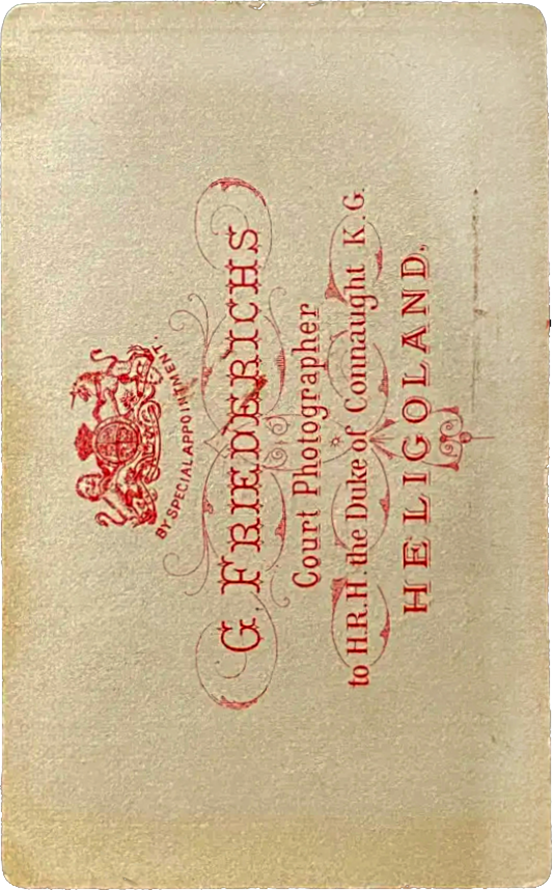 BY SPECIAL APPOINTMENT.
G. FRIEDERICHS
Court Photographer
to H.R.H. the Duke of Connaught K.G.
HELIGOLAND.